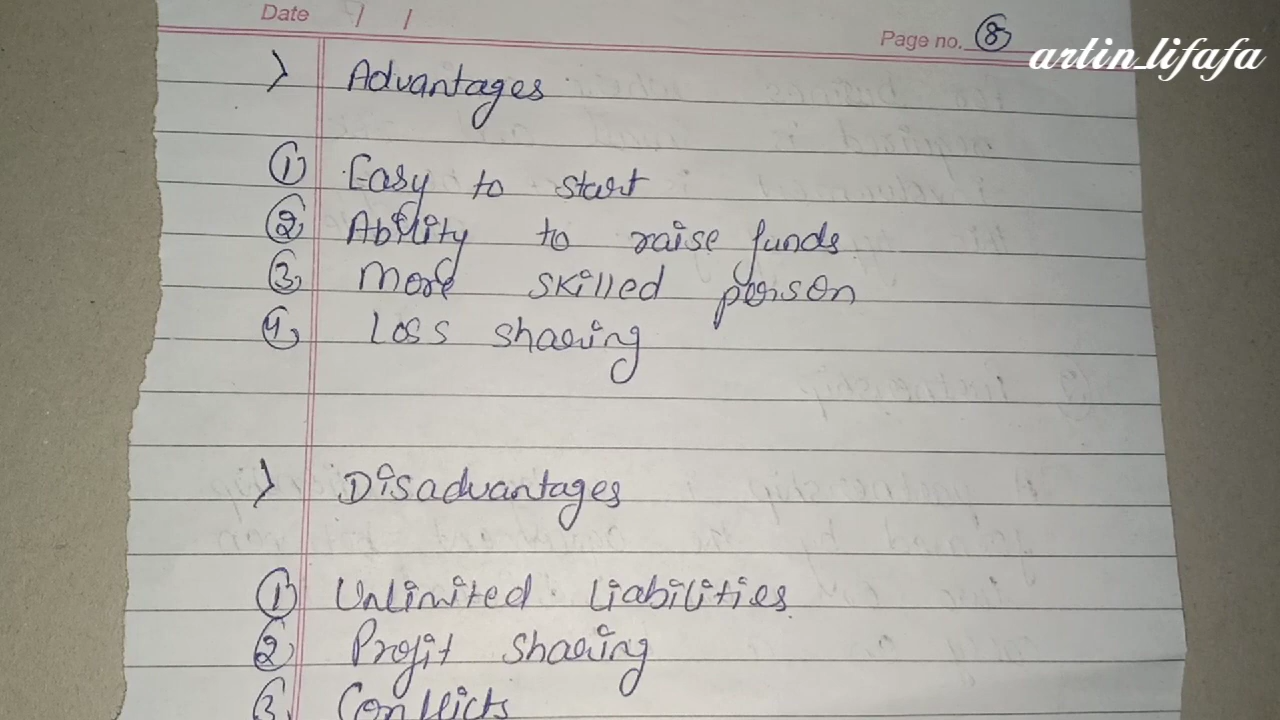 Date / /
Page no. 8
artin_lifafa
> Advantages
① Easy to start
② Ability to raise funds
③ More skilled person
④ Loss sharing
> Disadvantages
① Unlimited Liabilities
② Profit sharing
③ Conflicts